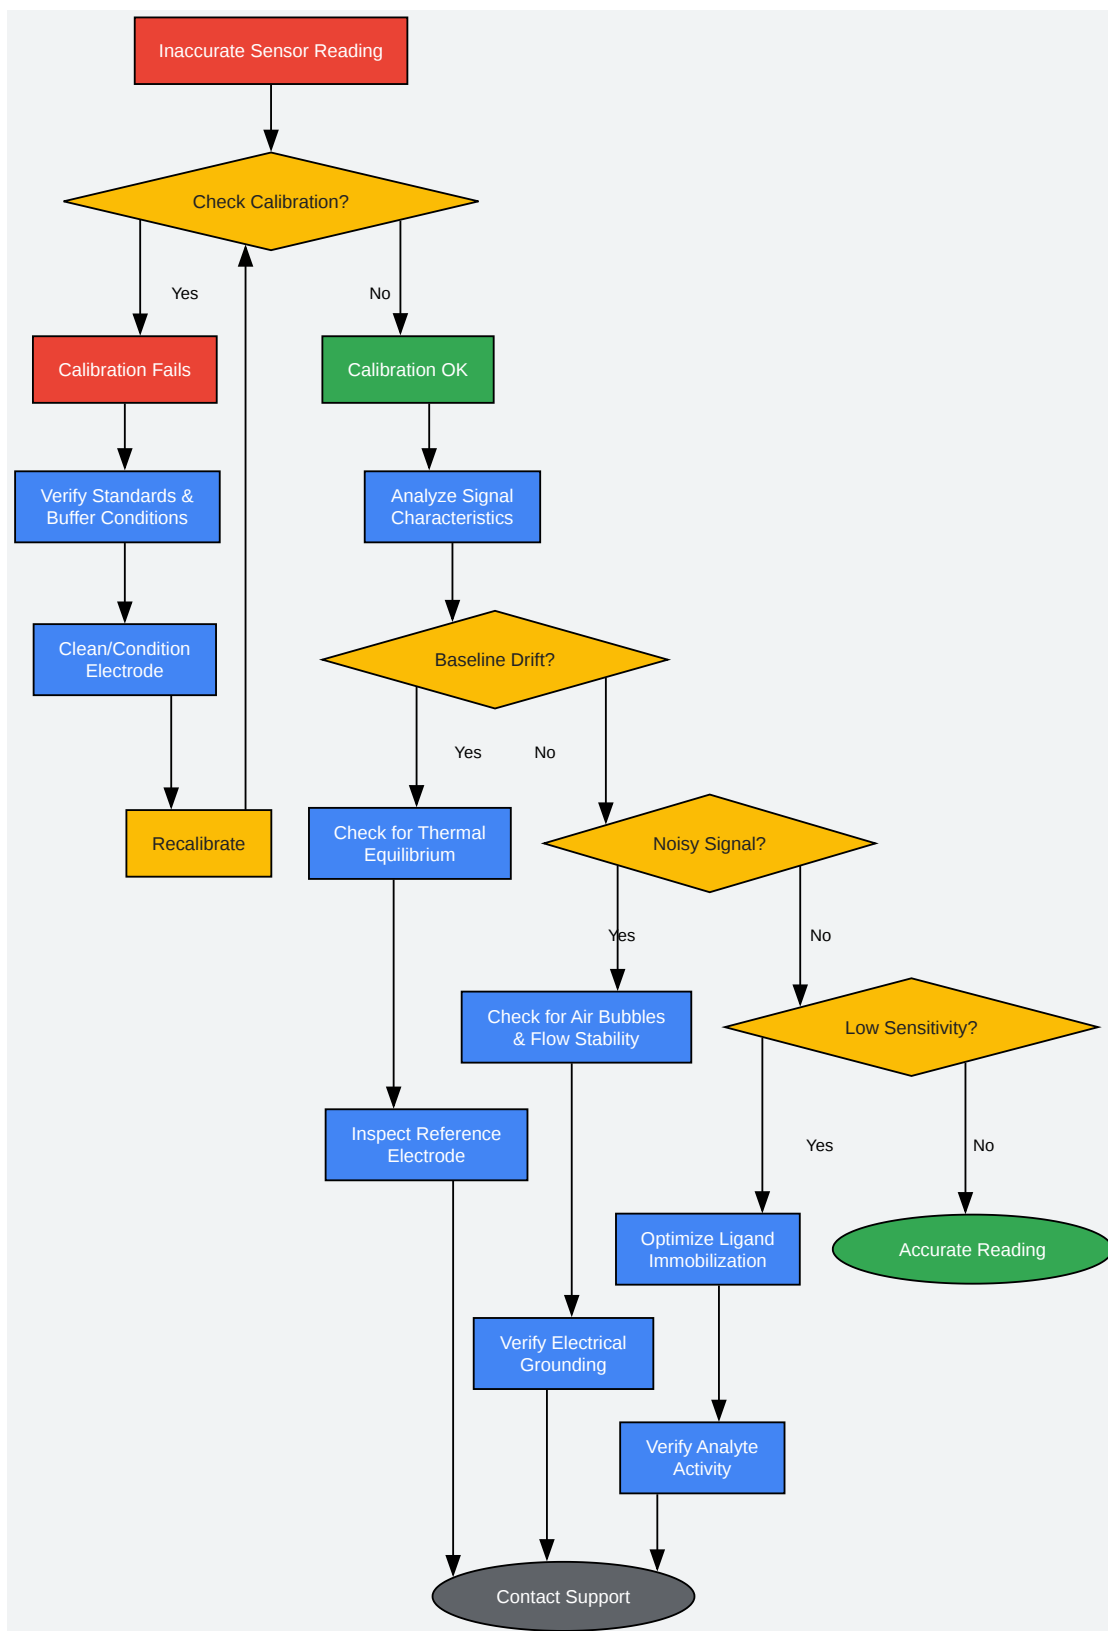 Inaccurate Sensor Reading
Check Calibration?
Yes
No
Calibration Fails
Calibration OK
Verify Standards &
Buffer Conditions
Analyze Signal
Characteristics
Clean/Condition
Electrode
Baseline Drift?
Yes
No
Recalibrate
Check for Thermal
Equilibrium
Noisy Signal?
Yes
No
Check for Air Bubbles
& Flow Stability
Low Sensitivity?
Inspect Reference
Electrode
Yes
No
Optimize Ligand
Immobilization
Accurate Reading
Verify Electrical
Grounding
Verify Analyte
Activity
Contact Support